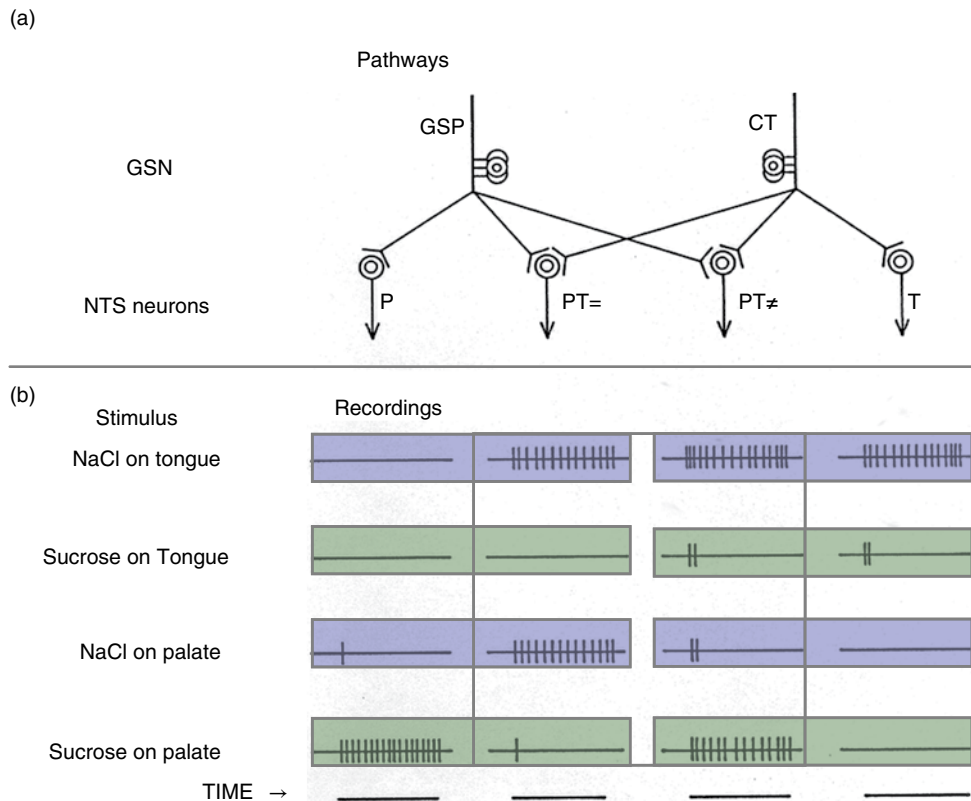 (a)
Pathways
GSP CT
GSN
NTS neurons P PT= PT≠ T
(b)
Stimulus Recordings
NaCl on tongue
Sucrose on Tongue
NaCl on palate
Sucrose on palate
TIME →